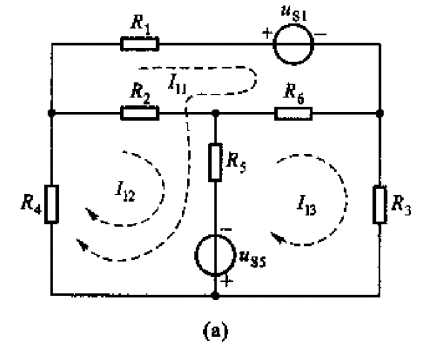 R1
+ uS1 −
R2
I11
R6
R4
I12
R5
I13
R3
−
uS5
+
(a)